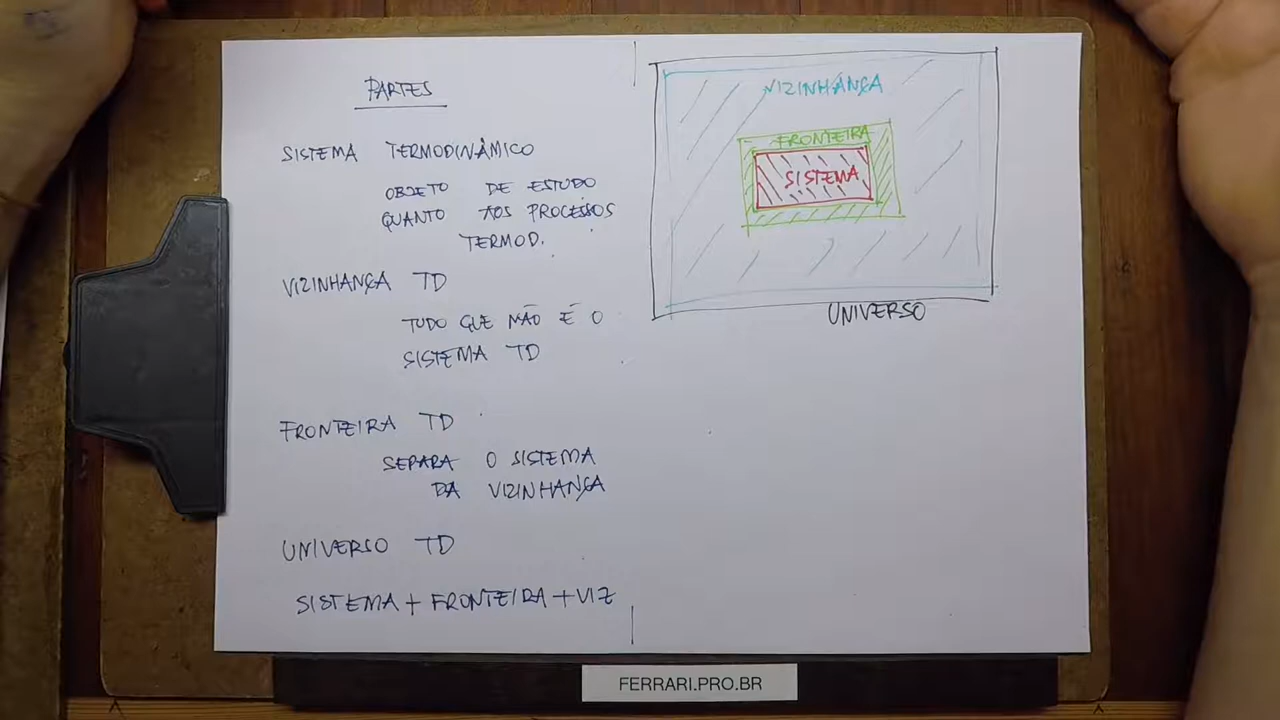 PARTES
SISTEMA TERMODINÂMICO
OBJETO DE ESTUDO
QUANTO AOS PROCESSOS
TERMOD.
VIZINHANÇA TD
TUDO QUE NÃO É O
SISTEMA TD
FRONTEIRA TD
SEPARA O SISTEMA
DA VIZINHANÇA
UNIVERSO TD
SISTEMA + FRONTEIRA + VIZ
VIZINHANÇA
FRONTEIRA
SISTEMA
UNIVERSO
FERRARI.PRO.BR